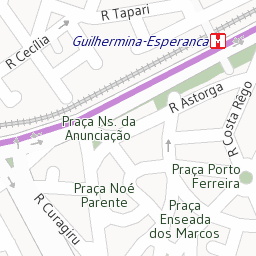 R Tapari
R Cecília
Guilhermina-Esperança
H
R Astorga
R Costa Rêgo
Praça Ns. da
Anunciação
Praça Porto
Ferreira
Praça Noé
Parente
Praça
Enseada
dos Marcos
R Curagiru